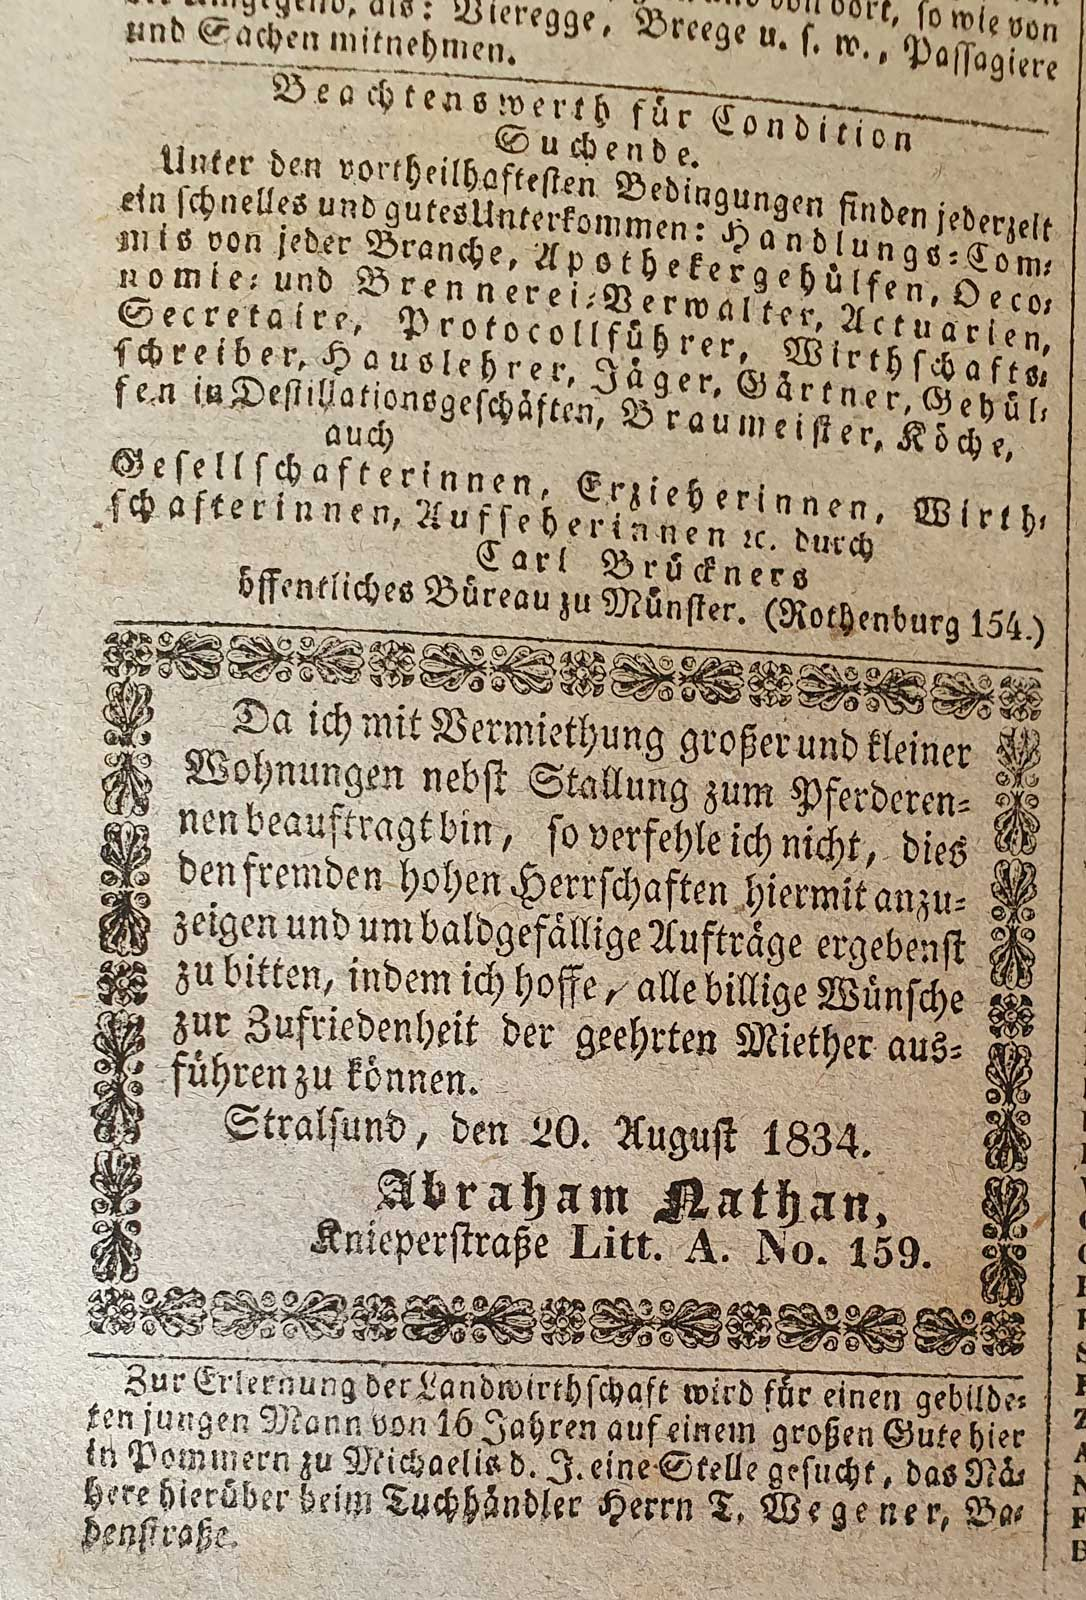 als: Vieregge, Breege u. s. w., Passagiere
und Sachen mitnehmen.
Beachtenswerth für Condition
Suchende.
Unter den vortheilhaftesten Bedingungen finden jederzeit
ein schnelles und gutes Unterkommen: Handlungs-Com-
mis von jeder Branche, Apothekergehülfen, Oeco-
nomie- und Brennerei-Verwalter, Actuarien,
Secretaire, Protocollführer, Wirthschafts-
schreiber, Hauslehrer, Jäger, Gärtner, Gehül-
fen in Destillationsgeschäften, Braumeister, Köche,
auch
Gesellschafterinnen, Erzieherinnen, Wirth-
schafterinnen, Aufseherinnen ꝛc. durch
Carl Brückners
öffentliches Büreau zu Münster. (Rothenburg 154.)
Da ich mit Vermiethung großer und kleiner
Wohnungen nebst Stallung zum Pferderen-
nen beauftragt bin, so verfehle ich nicht, dies
den fremden hohen Herrschaften hiermit anzu-
zeigen und um baldgefällige Aufträge ergebenst
zu bitten, indem ich hoffe, alle billige Wünsche
zur Zufriedenheit der geehrten Miether aus-
führen zu können.
Stralsund, den 20. August 1834.
Abraham Nathan,
Knieperstraße Litt. A. No. 159.
Zur Erlernung der Landwirthschaft wird für einen gebilde-
ten jungen Mann von 16 Jahren auf einem großen Gute hier
in Pommern zu Michaelis d. J. eine Stelle gesucht, das Nä-
here hierüber beim Tuchhändler Herrn T. Wegener, Ba-
denstraße.